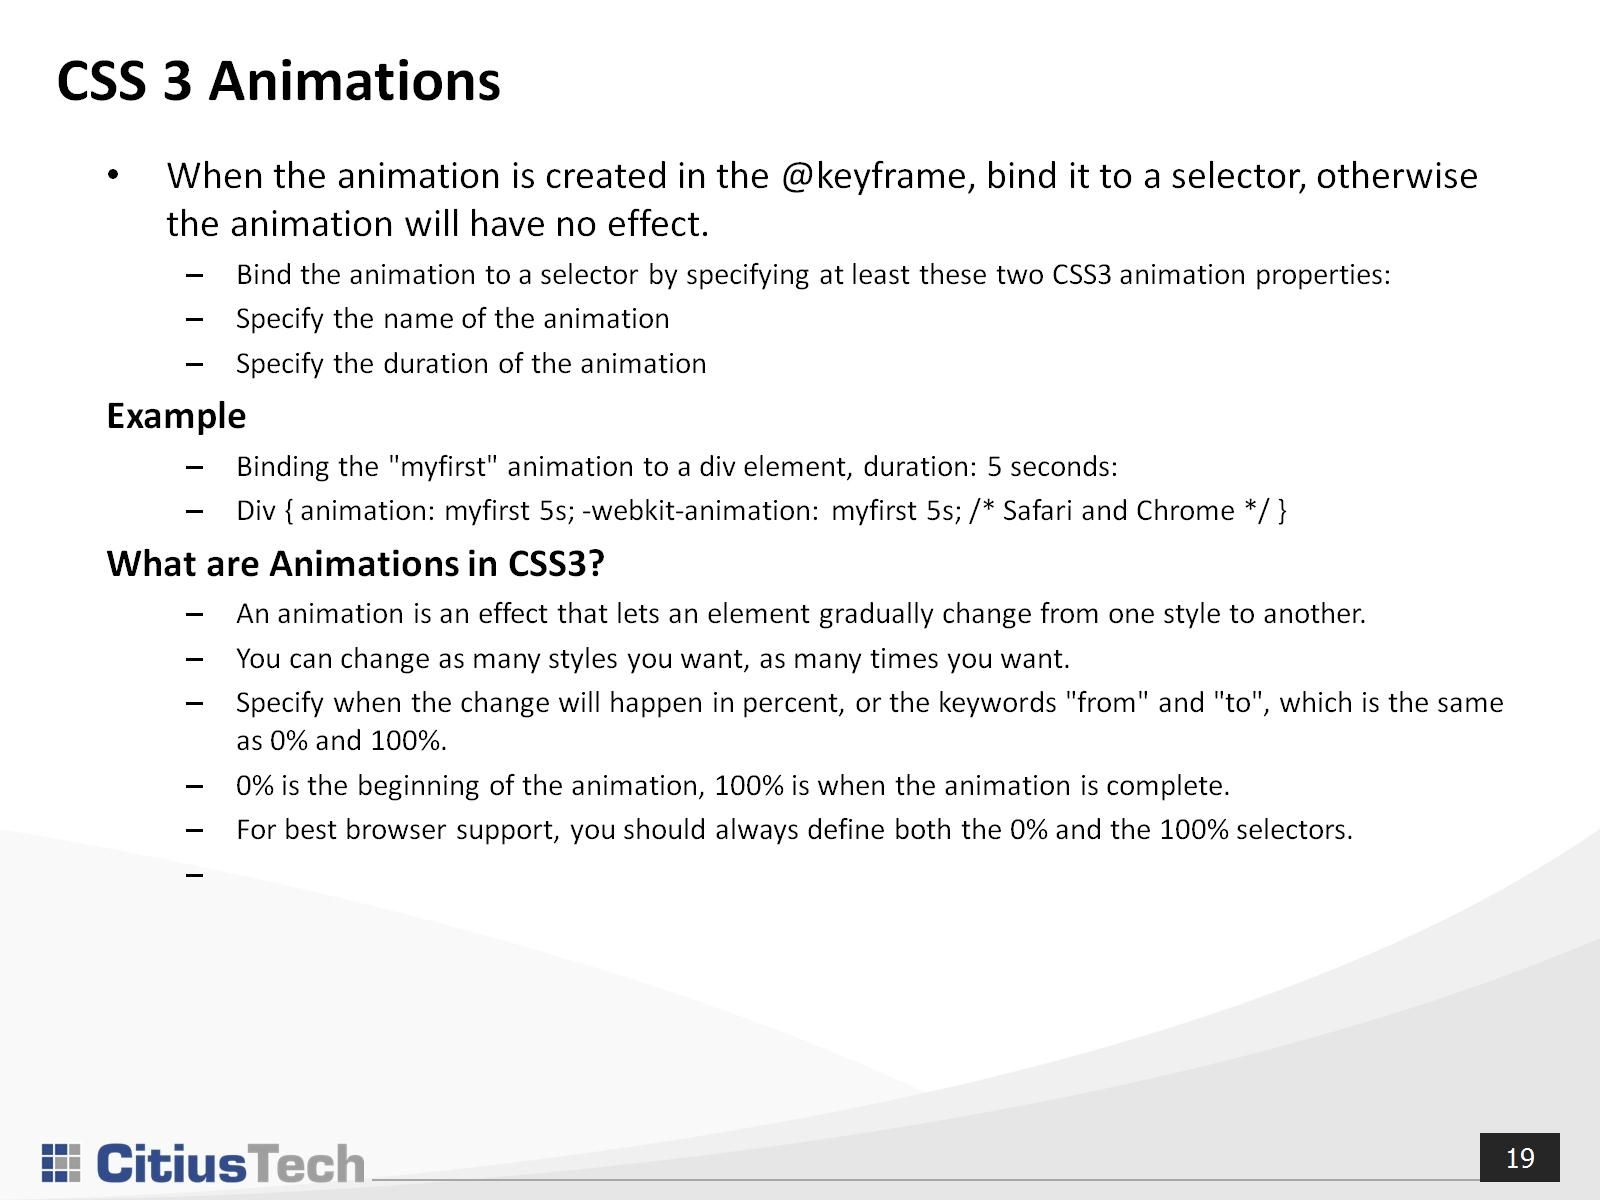 CSS 3 Animations
• When the animation is created in the @keyframe, bind it to a selector, otherwise
the animation will have no effect.
– Bind the animation to a selector by specifying at least these two CSS3 animation properties:
– Specify the name of the animation
– Specify the duration of the animation
Example
– Binding the "myfirst" animation to a div element, duration: 5 seconds:
– Div { animation: myfirst 5s; -webkit-animation: myfirst 5s; /* Safari and Chrome */ }
What are Animations in CSS3?
– An animation is an effect that lets an element gradually change from one style to another.
– You can change as many styles you want, as many times you want.
– Specify when the change will happen in percent, or the keywords "from" and "to", which is the same
as 0% and 100%.
– 0% is the beginning of the animation, 100% is when the animation is complete.
– For best browser support, you should always define both the 0% and the 100% selectors.
–
CitiusTech
19